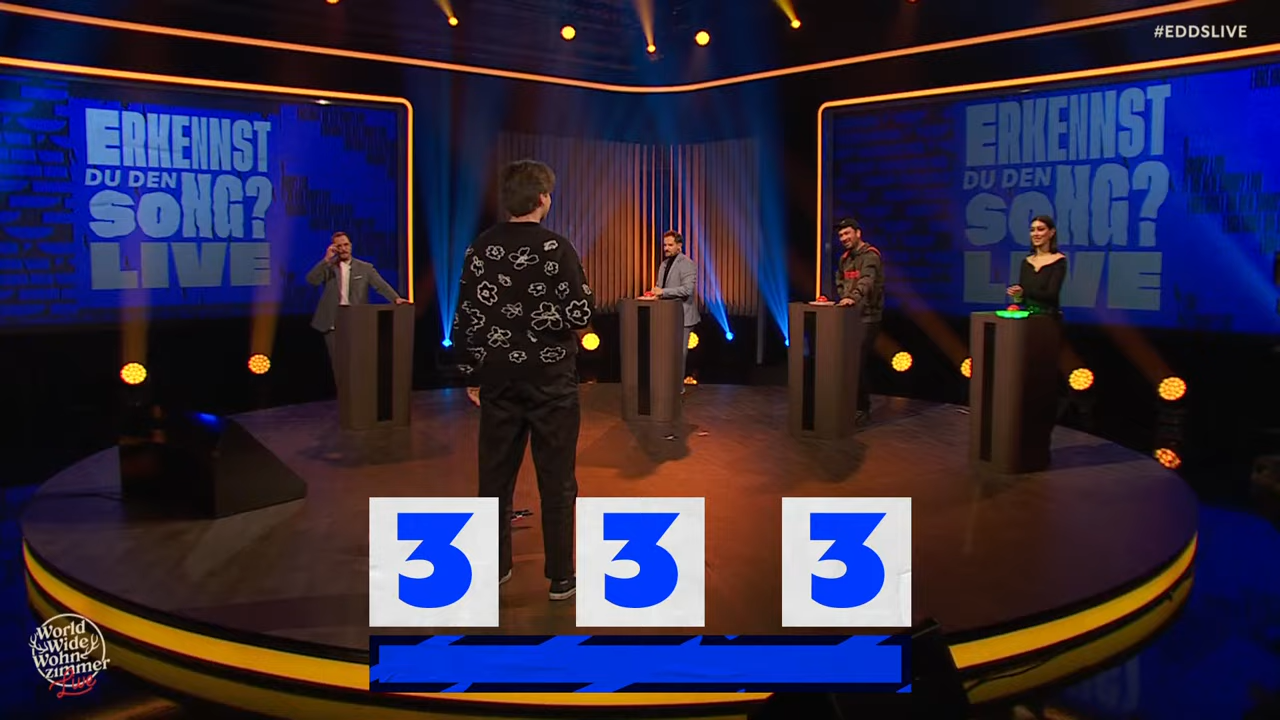 #EDDSLIVE
ERKENNST
DU DEN
SONG?
LIVE
ERKENNST
DU DEN
SONG?
LIVE
3 3 3
World
Wide
Wohn
zimmer
Live